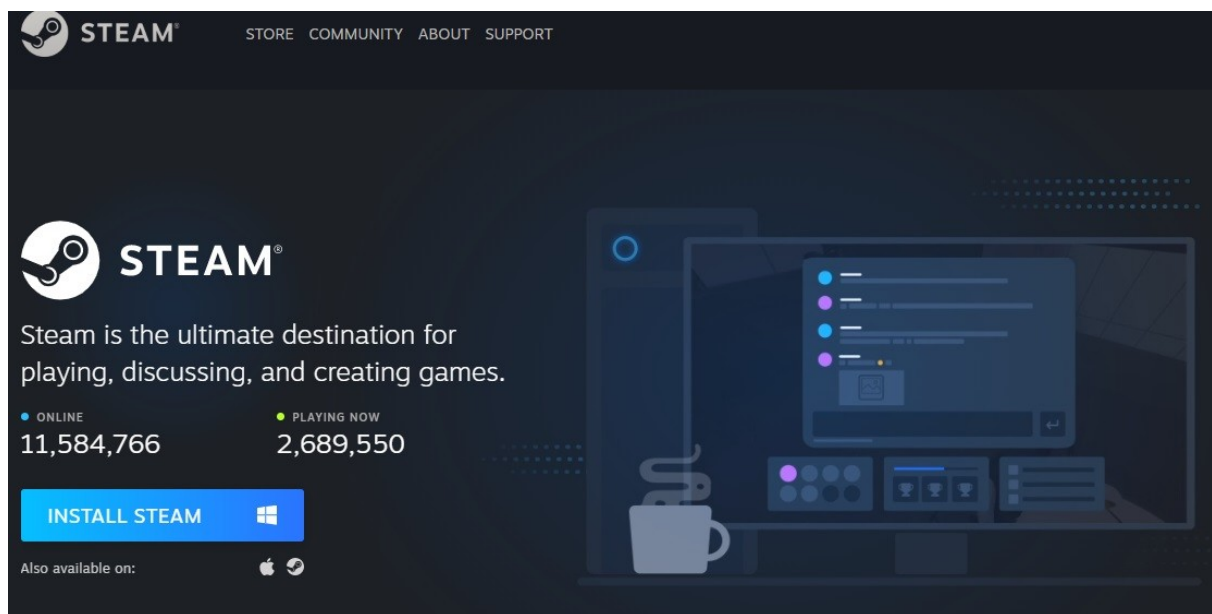 STEAM®
STORE COMMUNITY ABOUT SUPPORT
STEAM®
Steam is the ultimate destination for
playing, discussing, and creating games.
ONLINE
11,584,766
PLAYING NOW
2,689,550
INSTALL STEAM
Also available on: